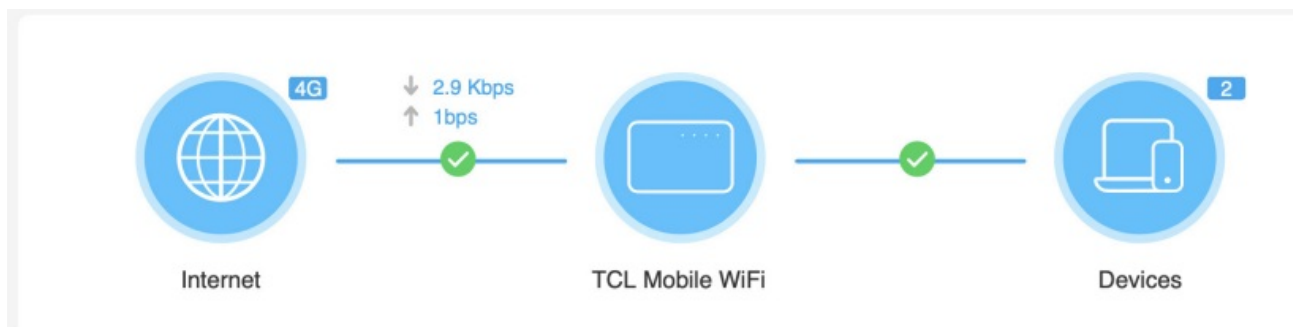 4G
2.9 Kbps
1bps
2
Internet
TCL Mobile WiFi
Devices